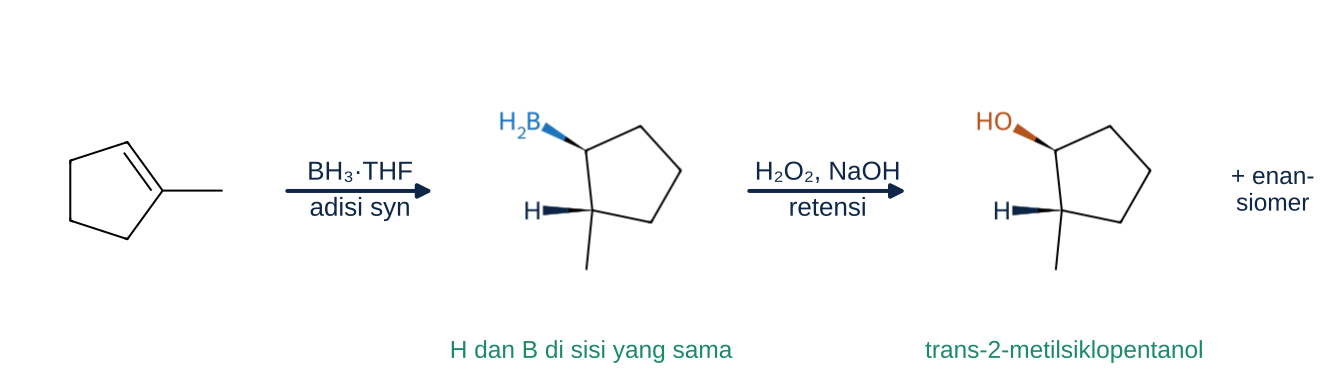 BH₃·THF
adisi syn
H₂B
H
H dan B di sisi yang sama
H₂O₂, NaOH
retensi
HO
H
trans-2-metilsiklopentanol
+ enan-
siomer